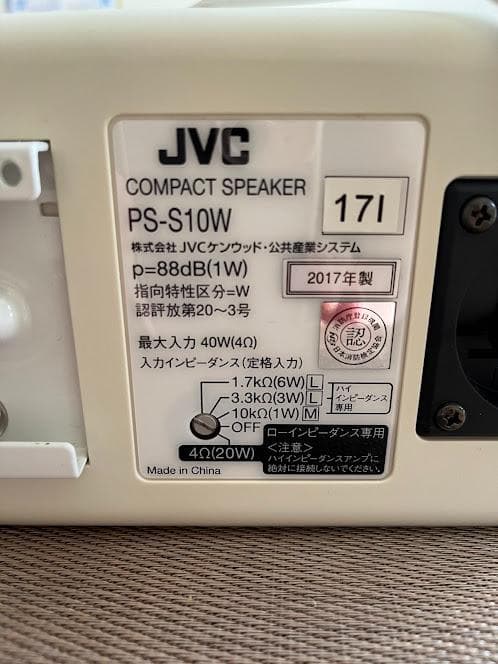 JVC
COMPACT SPEAKER
PS-S10W
17I
株式会社 JVCケンウッド・公共産業システム
p=88dB(1W)
2017年製
指向特性区分=W
認評放第20〜3号
認
最大入力 40W(4Ω)
入力インピーダンス(定格入力)
1.7kΩ(6W) L
3.3kΩ(3W) L
10kΩ(1W) M
ハイ
インピーダンス
専用
OFF
4Ω(20W)
ローインピーダンス専用
<注意>
ハイインピーダンスアンプに
絶対に接続しないでください。
Made in China